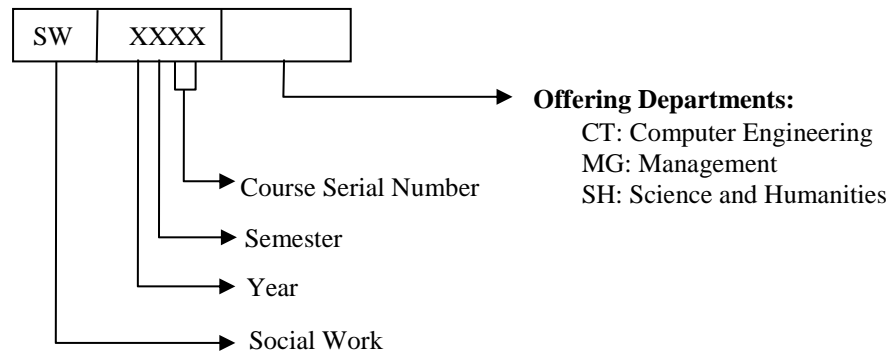 SW XXXX
Offering Departments:
CT: Computer Engineering
MG: Management
SH: Science and Humanities
Course Serial Number
Semester
Year
Social Work